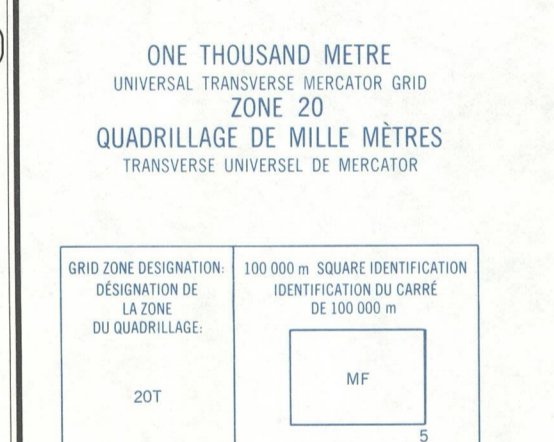 ONE THOUSAND METRE
UNIVERSAL TRANSVERSE MERCATOR GRID
ZONE 20
QUADRILLAGE DE MILLE MÈTRES
TRANSVERSE UNIVERSEL DE MERCATOR
GRID ZONE DESIGNATION:
DÉSIGNATION DE
LA ZONE
DU QUADRILLAGE:
20T
100 000 m SQUARE IDENTIFICATION
IDENTIFICATION DU CARRÉ
DE 100 000 m
MF
5